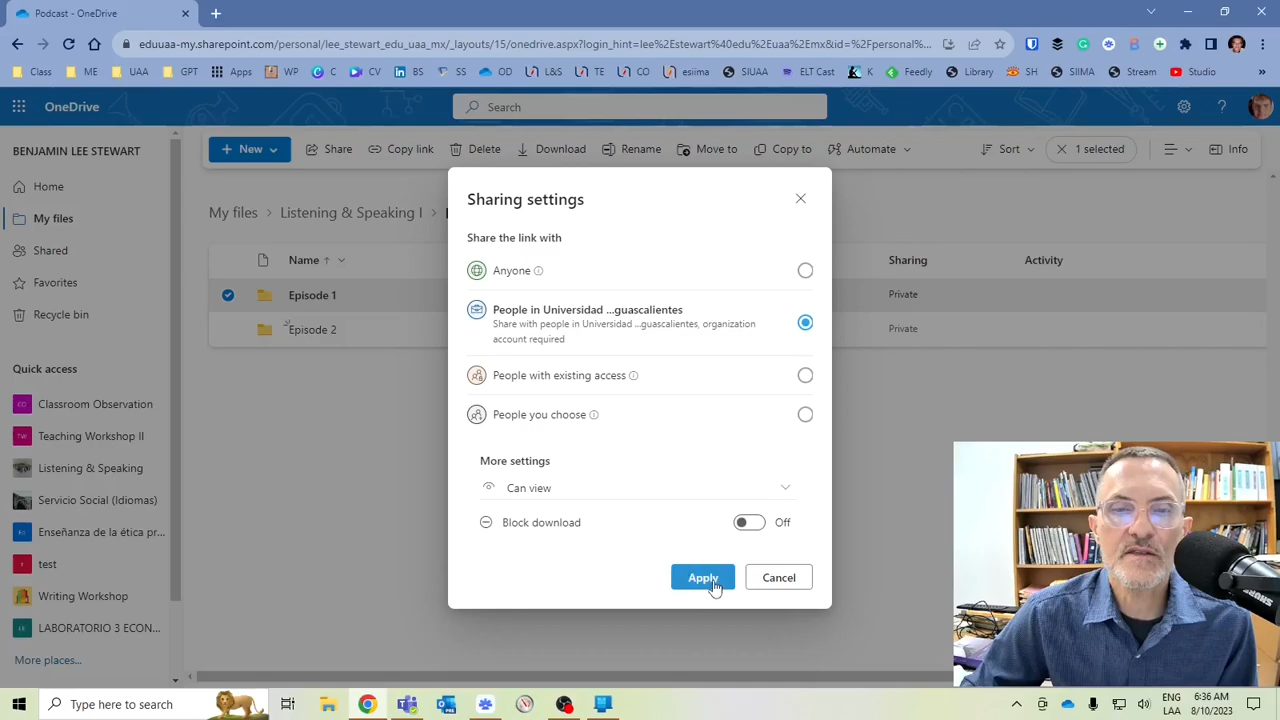 Podcast - OneDrive
eduuaa-my.sharepoint.com/personal/lee_stewart_edu_uaa_mx/_layouts/15/onedrive.aspx?login_hint=lee%2Estewart%40edu%2Euaa%2Emx&id=%2Fpersonal%2F...
Class ME UAA GPT Apps WP C CV BS SS OD L&S TE CO esiima SIUAA ELT Cast K Feedly Library SH SIIMA Stream Studio »
OneDrive Search ?
BENJAMIN LEE STEWART
+ New Share Copy link Delete Download Rename Move to Copy to Automate Sort 1 selected Info
Home
My files
Shared
Favorites
Recycle bin
Quick access
Classroom Observation
Teaching Workshop II
Listening & Speaking
Servicio Social (Idiomas)
Enseñanza de la ética pr...
test
Writing Workshop
LABORATORIO 3 ECON...
More places...
My files > Listening & Speaking I >
Name ↑ Sharing Activity
Episode 1 Private
Episode 2 Private
Sharing settings
Share the link with
Anyone
People in Universidad ...guascalientes
Share with people in Universidad ...guascalientes, organization
account required
People with existing access
People you choose
More settings
Can view
Block download Off
Apply Cancel
SHURE
Type here to search
ENG 6:36 AM
LAA 8/10/2023